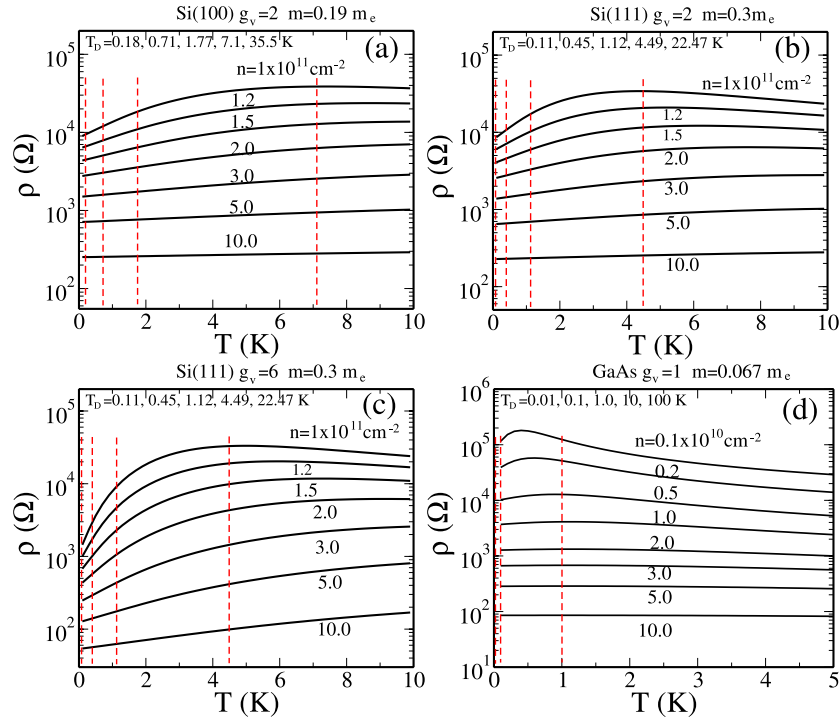 Si(100) g_v=2 m=0.19 m_e
(a)
T_D=0.18, 0.71, 1.77, 7.1, 35.5 K
n=1x10^11cm^-2
1.2
1.5
2.0
3.0
5.0
10.0
10^5
10^4
10^3
10^2
ρ (Ω)
0 2 4 6 8 10
T (K)
Si(111) g_v=2 m=0.3m_e
(b)
T_D=0.11, 0.45, 1.12, 4.49, 22.47 K
n=1x10^11cm^-2
1.2
1.5
2.0
3.0
5.0
10.0
10^5
10^4
10^3
10^2
ρ (Ω)
0 2 4 6 8 10
T (K)
Si(111) g_v=6 m=0.3 m_e
(c)
T_D=0.11, 0.45, 1.12, 4.49, 22.47 K
n=1x10^11cm^-2
1.2
1.5
2.0
3.0
5.0
10.0
10^5
10^4
10^3
10^2
ρ (Ω)
0 2 4 6 8 10
T (K)
GaAs g_v=1 m=0.067 m_e
(d)
T_D=0.01, 0.1, 1.0, 10, 100 K
n=0.1x10^10cm^-2
0.2
0.5
1.0
2.0
3.0
5.0
10.0
10^6
10^5
10^4
10^3
10^2
10^1
ρ (Ω)
0 1 2 3 4 5
T (K)